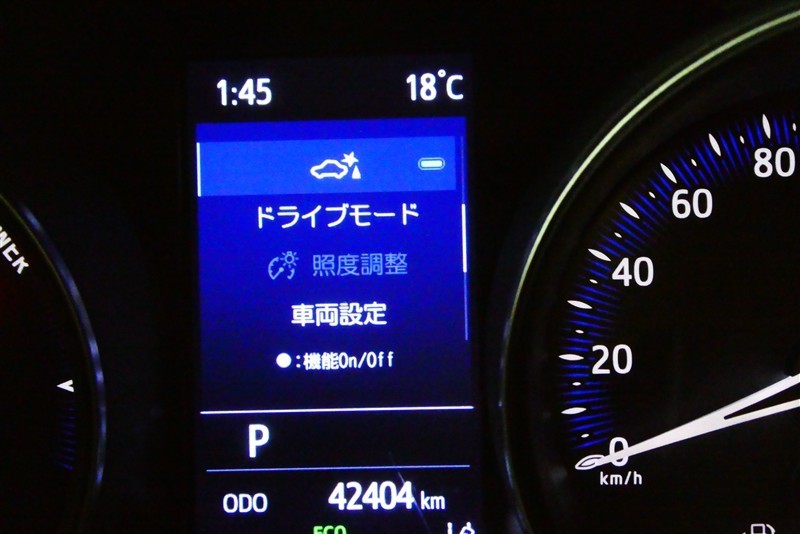 1:45 18°C
ドライブモード
照度調整
車両設定
●:機能On/Off
P
ODO 42404 km
ECO
80
60
40
20
0
km/h